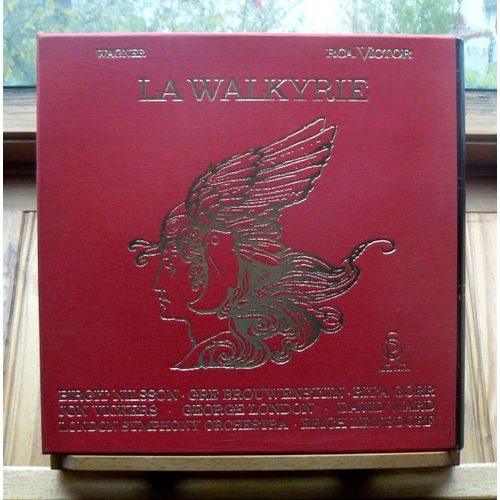 WAGNER RCA VICTOR
LA WALKYRIE
BIRGIT NILSSON · GRE BROUWENSTIJN · RITA GORR
JON VICKERS · GEORGE LONDON · DAVID WARD
LONDON SYMPHONY ORCHESTRA · ERICH LEINSDORF